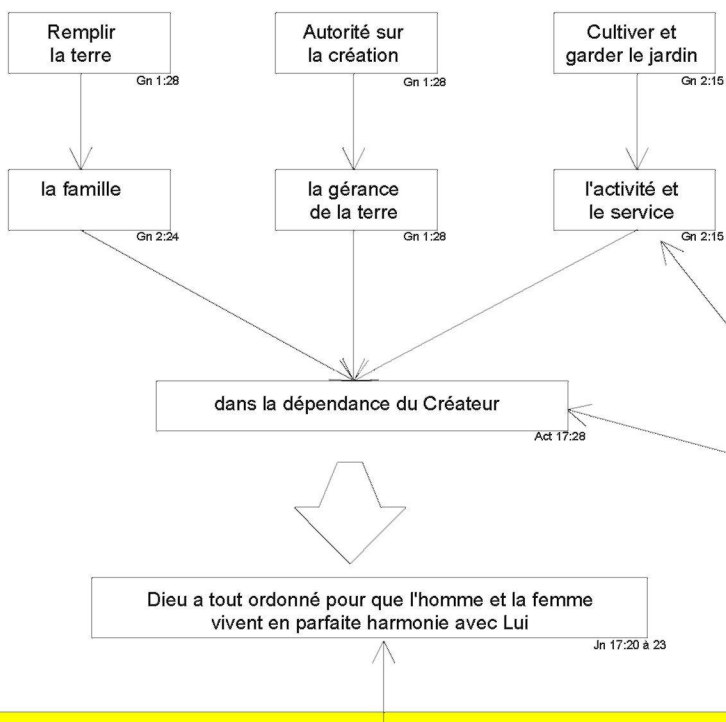 Remplir
la terre
Gn 1:28
Autorité sur
la création
Gn 1:28
Cultiver et
garder le jardin
Gn 2:15
la famille
Gn 2:24
la gérance
de la terre
Gn 1:28
l'activité et
le service
Gn 2:15
dans la dépendance du Créateur
Act 17:28
Dieu a tout ordonné pour que l'homme et la femme
vivent en parfaite harmonie avec Lui
Jn 17:20 à 23